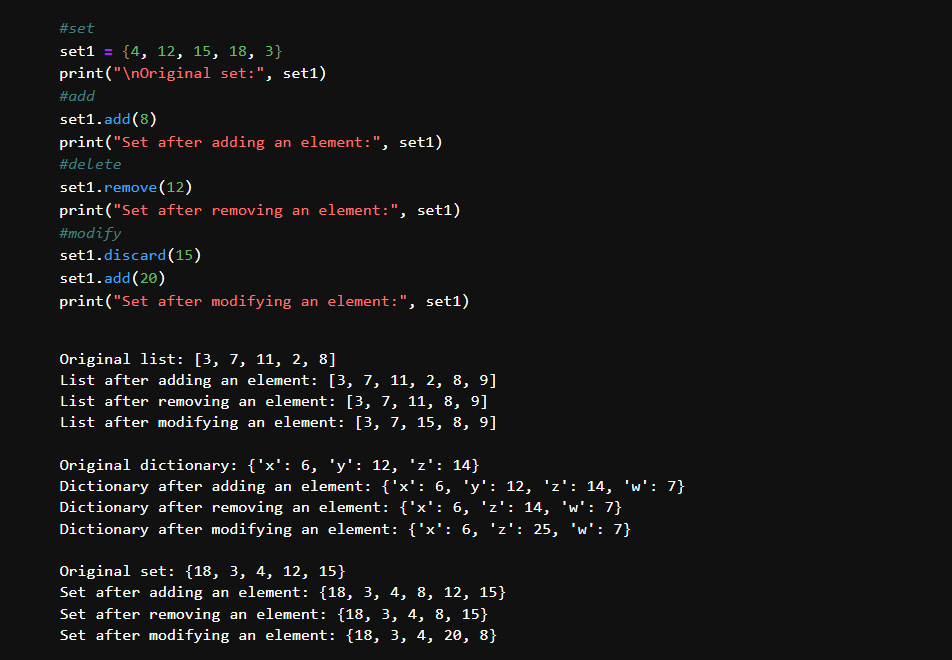 #set
set1 = {4, 12, 15, 18, 3}
print("\nOriginal set:", set1)
#add
set1.add(8)
print("Set after adding an element:", set1)
#delete
set1.remove(12)
print("Set after removing an element:", set1)
#modify
set1.discard(15)
set1.add(20)
print("Set after modifying an element:", set1)
Original list: [3, 7, 11, 2, 8]
List after adding an element: [3, 7, 11, 2, 8, 9]
List after removing an element: [3, 7, 11, 8, 9]
List after modifying an element: [3, 7, 15, 8, 9]
Original dictionary: {'x': 6, 'y': 12, 'z': 14}
Dictionary after adding an element: {'x': 6, 'y': 12, 'z': 14, 'w': 7}
Dictionary after removing an element: {'x': 6, 'z': 14, 'w': 7}
Dictionary after modifying an element: {'x': 6, 'z': 25, 'w': 7}
Original set: {18, 3, 4, 12, 15}
Set after adding an element: {18, 3, 4, 8, 12, 15}
Set after removing an element: {18, 3, 4, 8, 15}
Set after modifying an element: {18, 3, 4, 20, 8}